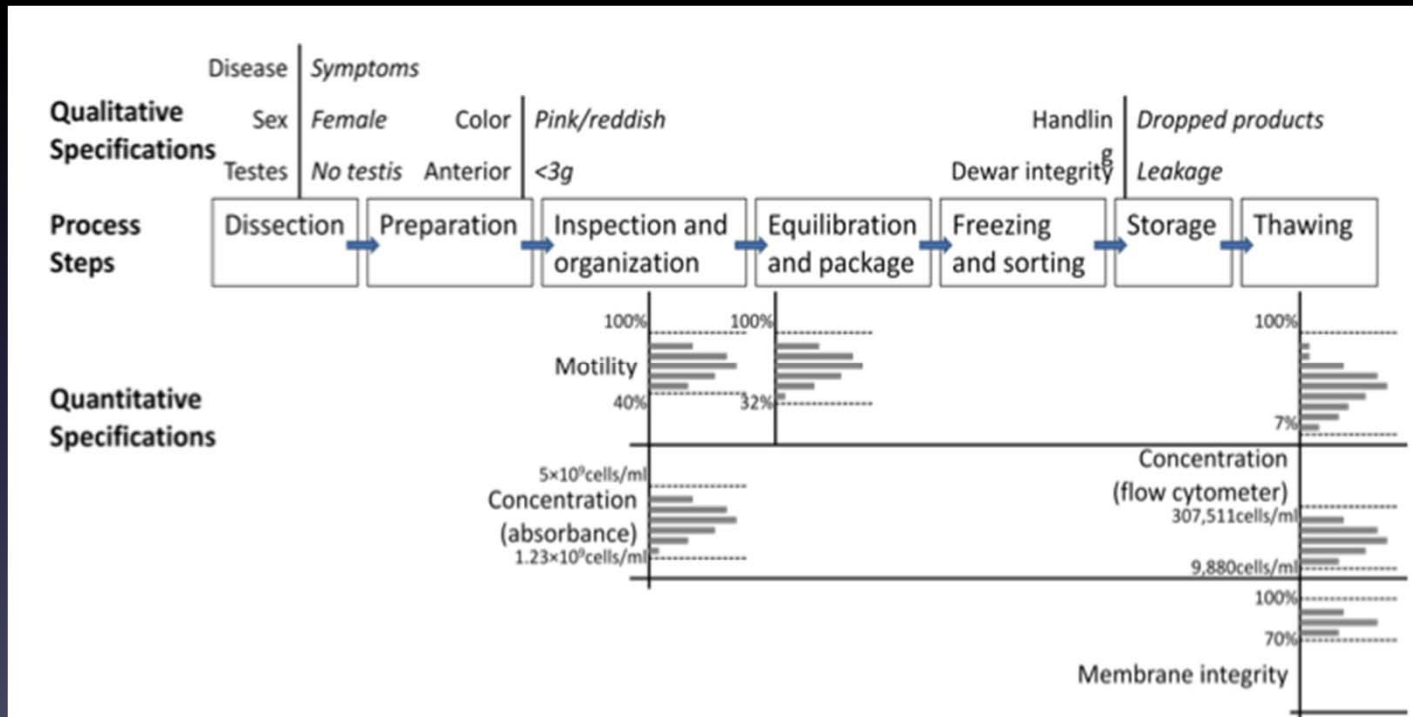 Disease Symptoms
Qualitative Specifications
Sex Female
Color Pink/reddish
Handling Dropped products
Testes No testis
Anterior <3g
Dewar integrity Leakage
Process Steps
Dissection
Preparation
Inspection and
organization
Equilibration
and package
Freezing
and sorting
Storage
Thawing
Quantitative
Specifications
100%
Motility
40%
100%
32%
100%
7%
5×10⁹cells/ml
Concentration
(absorbance)
1.23×10⁹cells/ml
Concentration
(flow cytometer)
307,511cells/ml
9,880cells/ml
100%
70%
Membrane integrity